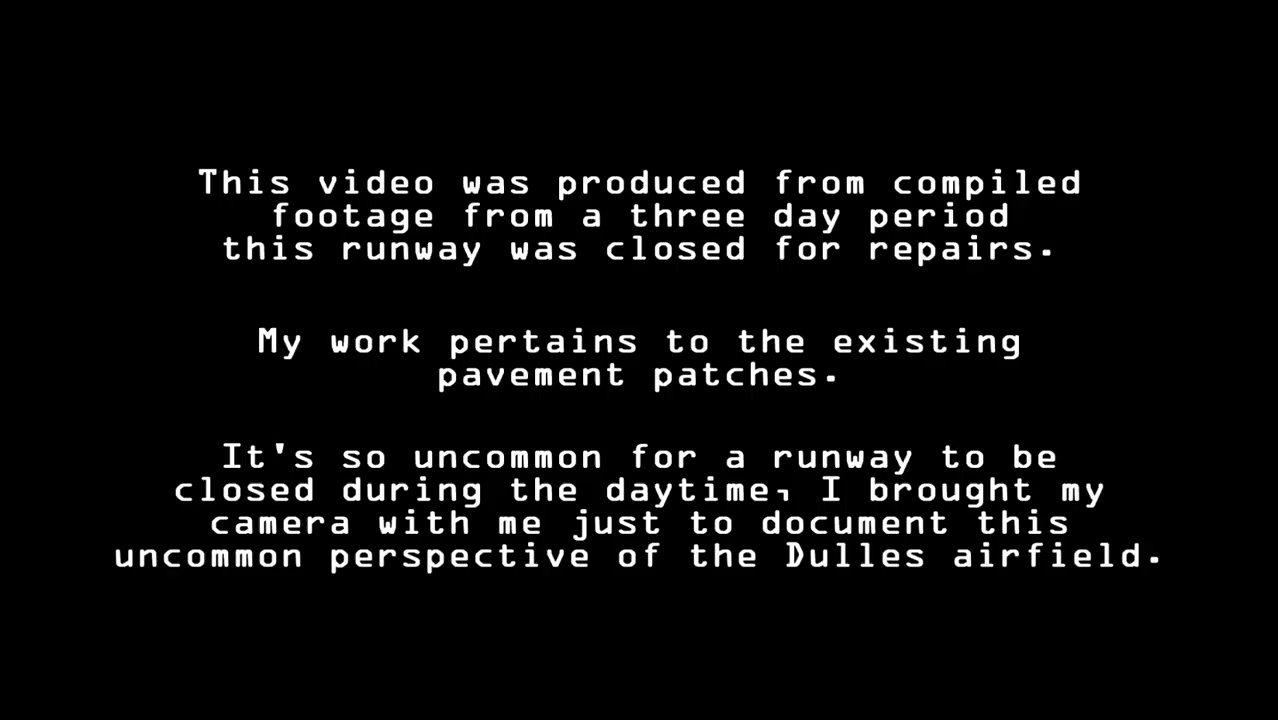 This video was produced from compiled
footage from a three day period
this runway was closed for repairs.
My work pertains to the existing
pavement patches.
It's so uncommon for a runway to be
closed during the daytime, I brought my
camera with me just to document this
uncommon perspective of the Dulles airfield.